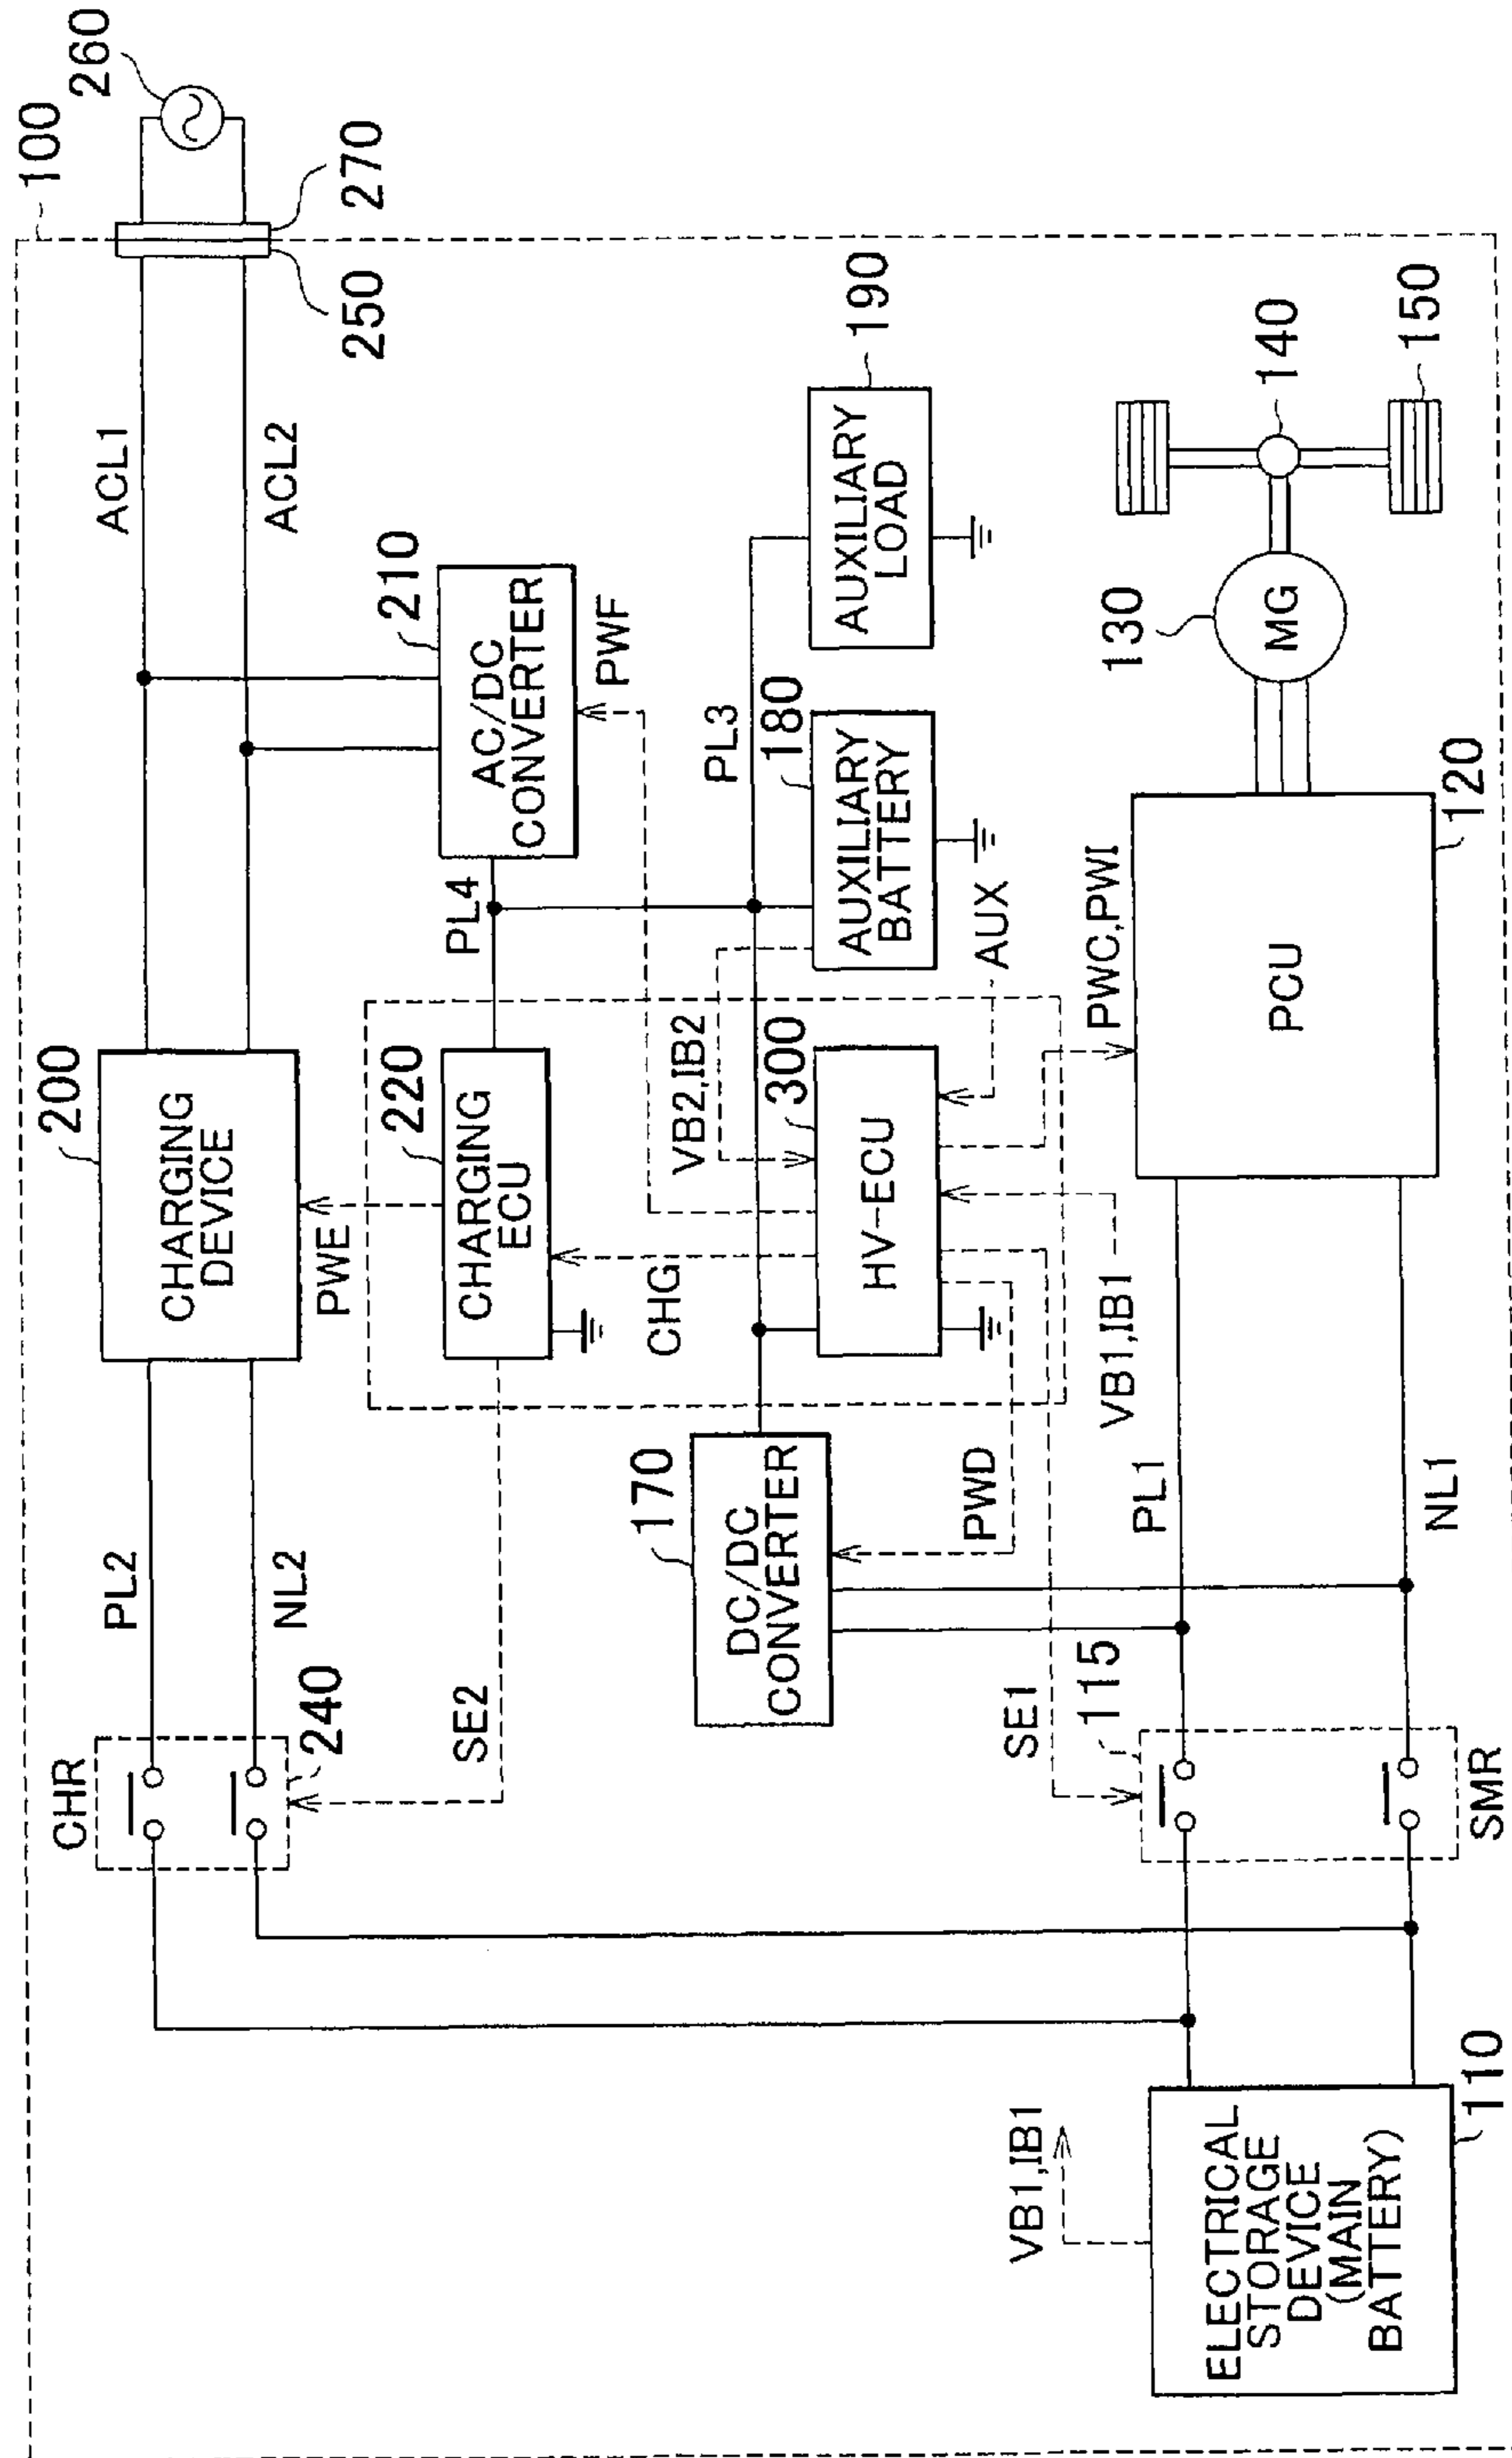 100
260
270
250
ACL1
ACL2
200
CHARGING
DEVICE
PL2
NL2
CHR
240
PWE
210
AC/DC
CONVERTER
PWF
PL4
220
CHARGING
ECU
SE2
CHG
PL3
190
AUXILIARY
LOAD
180
AUXILIARY
BATTERY
VB2,IB2
300
HV-ECU
AUX
170
DC/DC
CONVERTER
PWD
SE1
VB1,IB1
PWC,PWI
VB1,IB1
115
SMR
PL1
NL1
PCU
120
130
MG
140
150
ELECTRICAL
STORAGE
DEVICE
(MAIN
BATTERY)
110